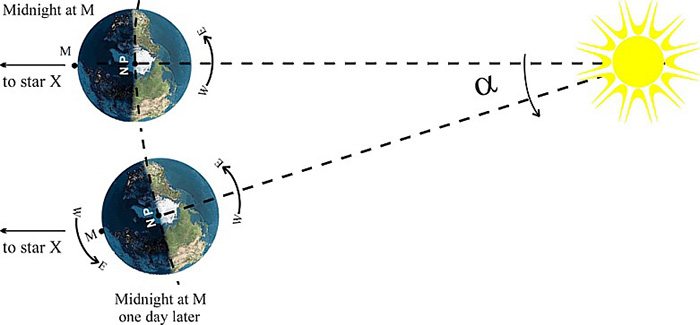 Midnight at M
M
to star X
NP
E
W
α
E
W
NP
W
M
E
to star X
Midnight at M
one day later